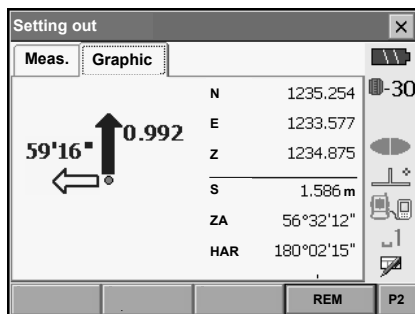 Setting out
Meas. Graphic
N 1235.254
-30
E 1233.577
0.992
59'16"
Z 1234.875
S 1.586 m
ZA 56°32'12"
HAR 180°02'15"
1
REM P2